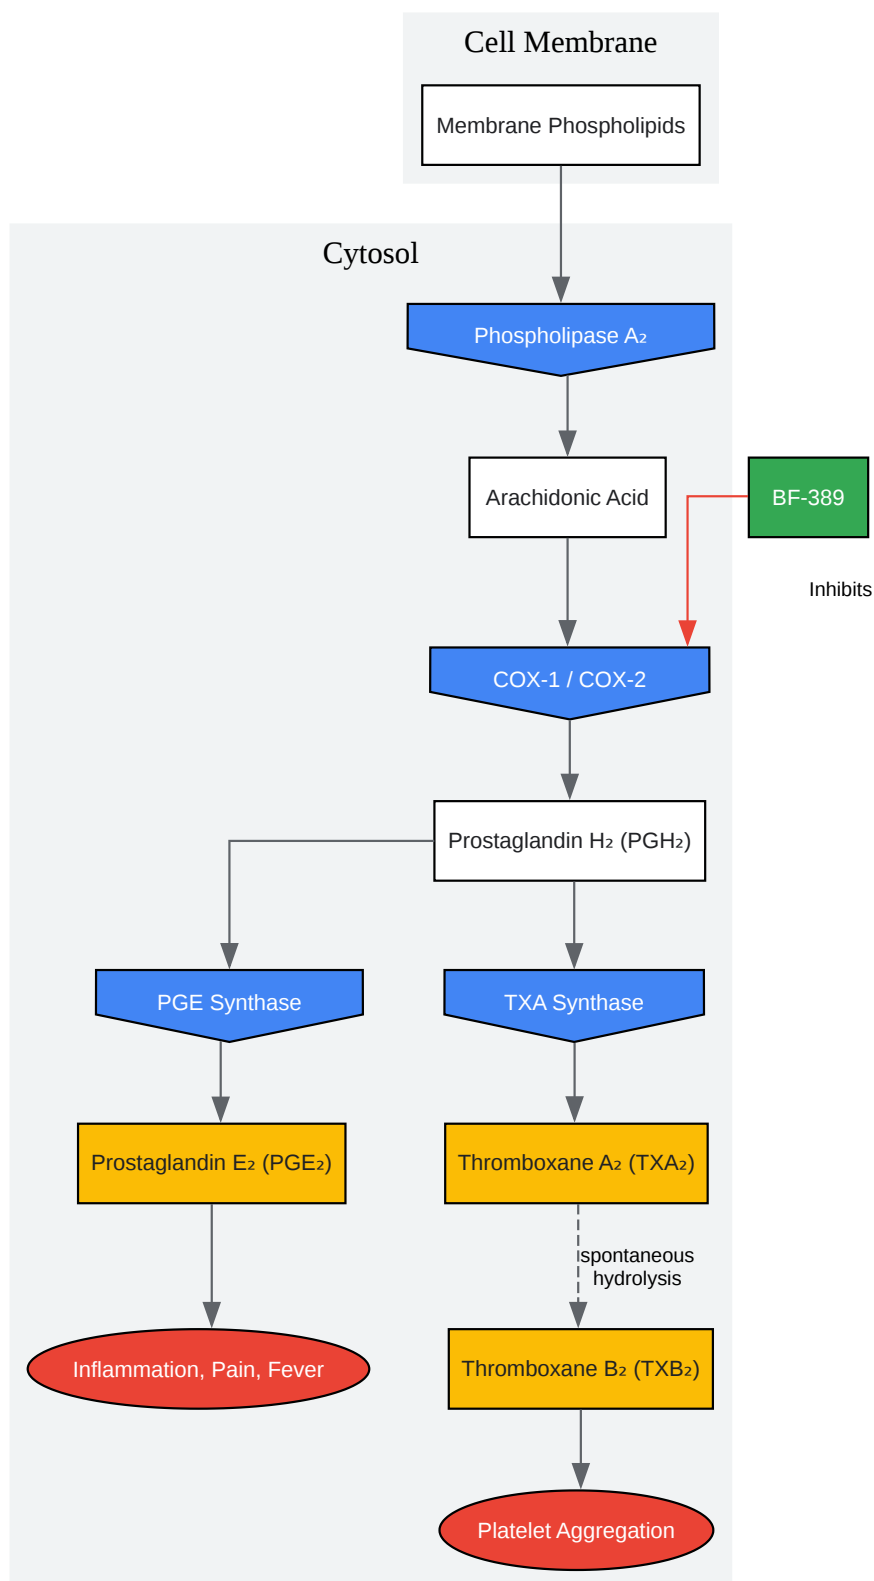 Cell Membrane
Membrane Phospholipids
Cytosol
Phospholipase A₂
Arachidonic Acid
BF-389
Inhibits
COX-1 / COX-2
Prostaglandin H₂ (PGH₂)
PGE Synthase
TXA Synthase
Prostaglandin E₂ (PGE₂)
Thromboxane A₂ (TXA₂)
spontaneous
hydrolysis
Inflammation, Pain, Fever
Thromboxane B₂ (TXB₂)
Platelet Aggregation